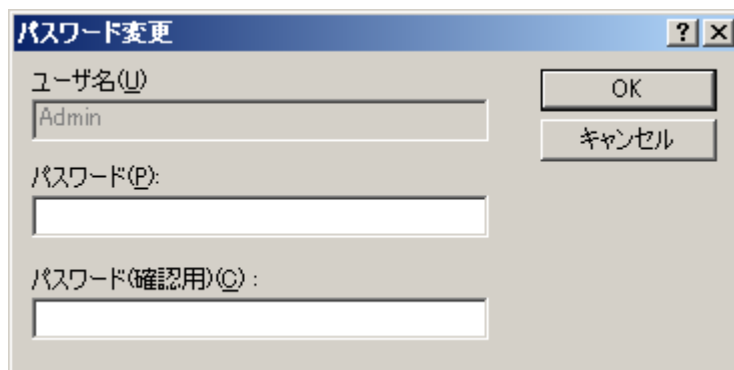 パスワード変更
ユーザ名(U)
Admin
OK
キャンセル
パスワード(P):
パスワード(確認用)(C) :